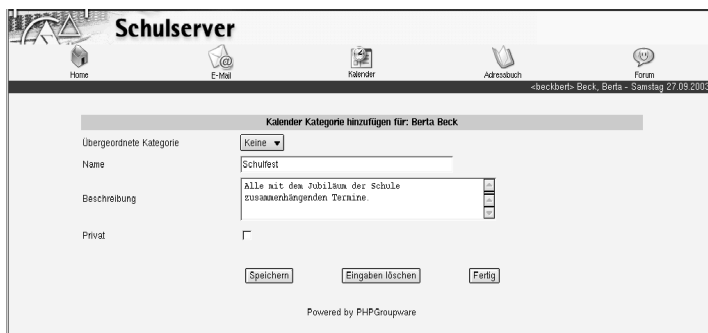 Schulserver
Home E-Mail Kalender Adressbuch Forum
<beckbert> Beck, Berta - Samstag 27.09.2003
Kalender Kategorie hinzufügen für: Berta Beck
Übergeordnete Kategorie Keine
Name Schulfest
Beschreibung Alle mit dem Jubiläum der Schule
zusammenhängenden Termine.
Privat
Speichern Eingaben löschen Fertig
Powered by PHPGroupware